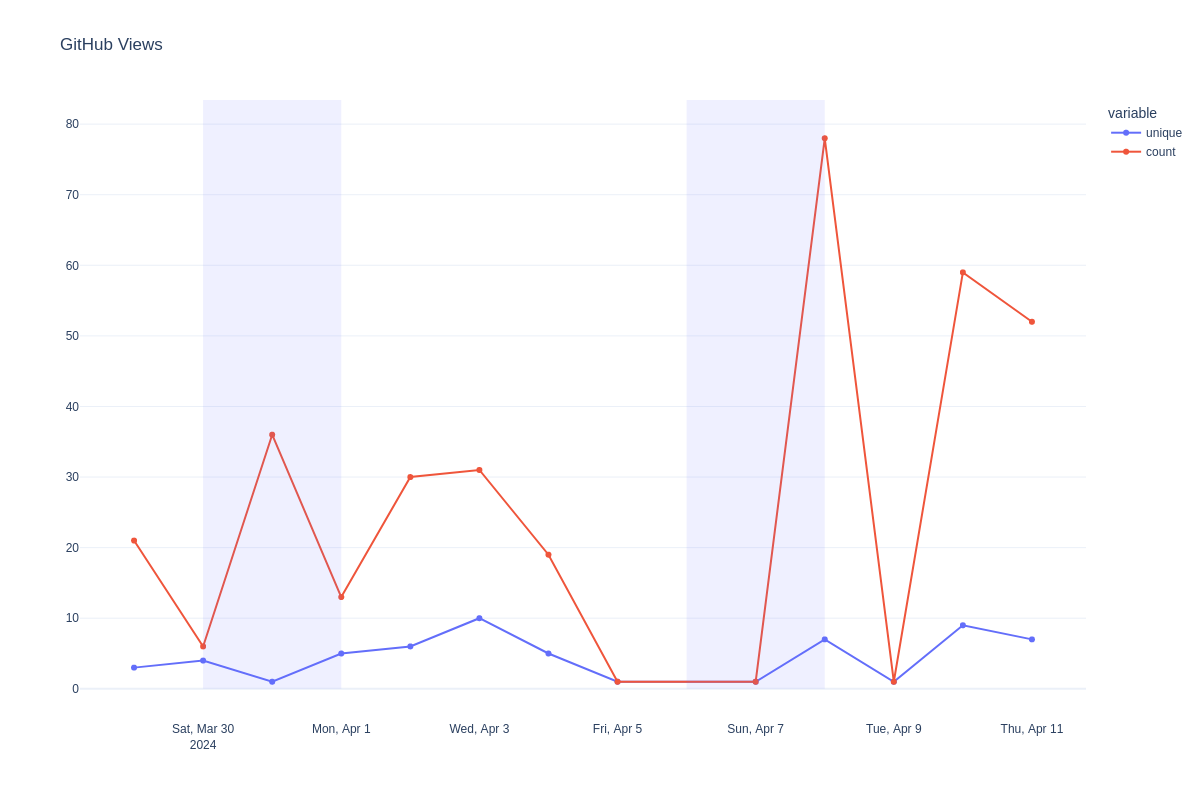 GitHub Views
variable
unique
count
80
70
60
50
40
30
20
10
0
Sat, Mar 30
2024
Mon, Apr 1
Wed, Apr 3
Fri, Apr 5
Sun, Apr 7
Tue, Apr 9
Thu, Apr 11